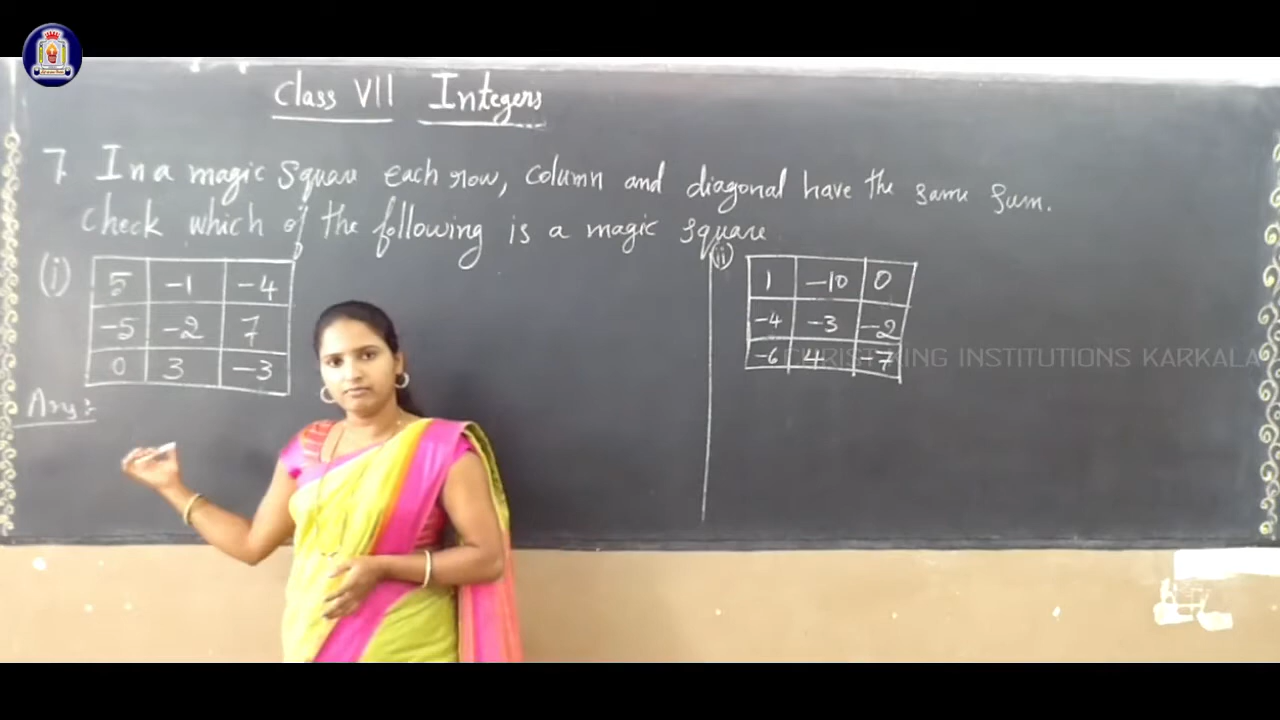 Class VII Integers
7. In a magic square each row, column and diagonal have the same sum.
check which of the following is a magic square
(i)
5 -1 -4
-5 -2 7
0 3 -3
Ans:
(ii)
1 -10 0
-4 -3 -2
-6 4 -7
CHRIST KING INSTITUTIONS KARKALA